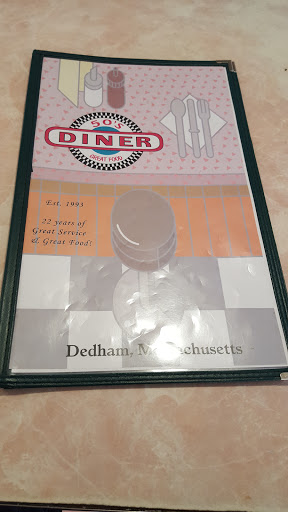 50'S
DINER
GREAT FOOD
Est. 1993
22 years of
Great Service
& Great Food!
Dedham, Massachusetts